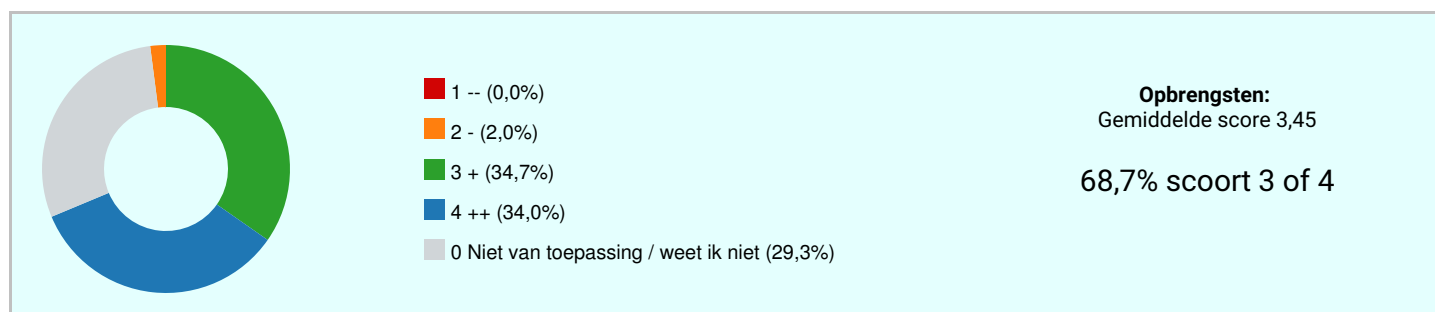 1 -- (0,0%)
2 - (2,0%)
3 + (34,7%)
4 ++ (34,0%)
0 Niet van toepassing / weet ik niet (29,3%)
Opbrengsten:
Gemiddelde score 3,45
68,7% scoort 3 of 4